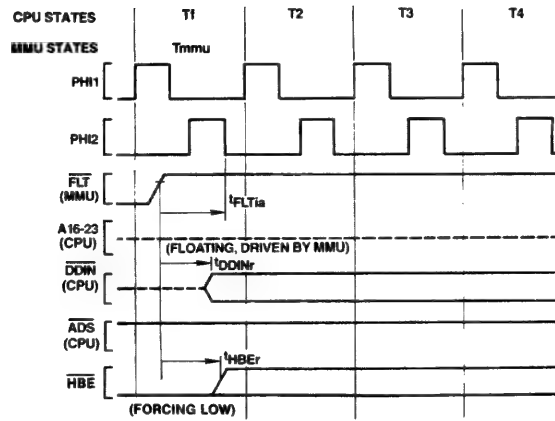 CPU STATES Tf T2 T3 T4
MMU STATES Tmmu
PHI1
PHI2
FLT
(MMU)
tFLTia
A16-23
(CPU)
(FLOATING, DRIVEN BY MMU)
DDIN
(CPU)
tDDINr
ADS
(CPU)
tHBEr
HBE
(FORCING LOW)